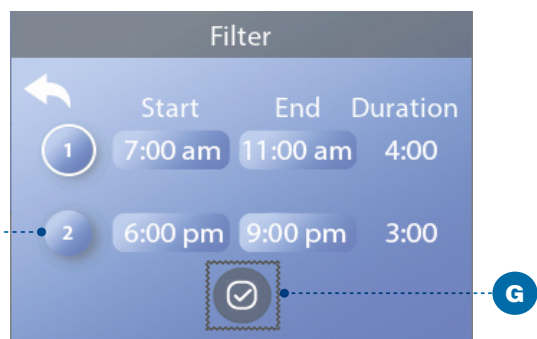 Filter
Start End Duration
1 7:00 am 11:00 am 4:00
2 6:00 pm 9:00 pm 3:00
G